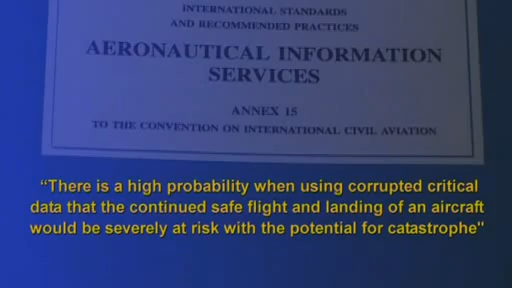 INTERNATIONAL STANDARDS
AND RECOMMENDED PRACTICES
AERONAUTICAL INFORMATION
SERVICES
ANNEX 15
TO THE CONVENTION ON INTERNATIONAL CIVIL AVIATION
“There is a high probability when using corrupted critical
data that the continued safe flight and landing of an aircraft
would be severely at risk with the potential for catastrophe"